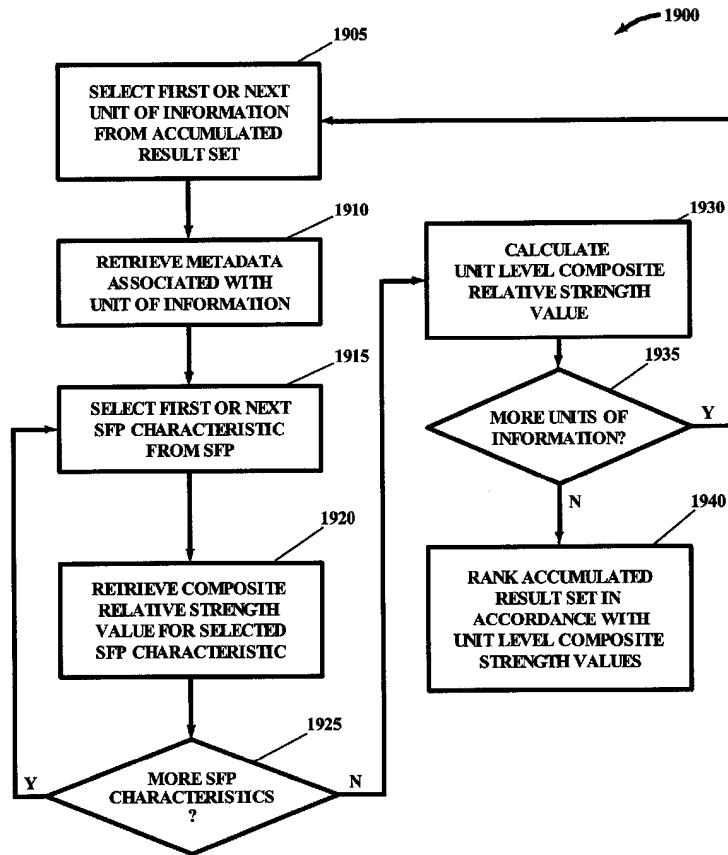 1900
1905
SELECT FIRST OR NEXT
UNIT OF INFORMATION
FROM ACCUMULATED
RESULT SET
1910
RETRIEVE METADATA
ASSOCIATED WITH
UNIT OF INFORMATION
1915
SELECT FIRST OR NEXT
SFP CHARACTERISTIC
FROM SFP
1920
RETRIEVE COMPOSITE
RELATIVE STRENGTH
VALUE FOR SELECTED
SFP CHARACTERISTIC
1925
MORE SFP
CHARACTERISTICS
?
Y
N
1930
CALCULATE
UNIT LEVEL COMPOSITE
RELATIVE STRENGTH
VALUE
1935
MORE UNITS OF
INFORMATION?
Y
N
1940
RANK ACCUMULATED
RESULT SET IN
ACCORDANCE WITH
UNIT LEVEL COMPOSITE
STRENGTH VALUES